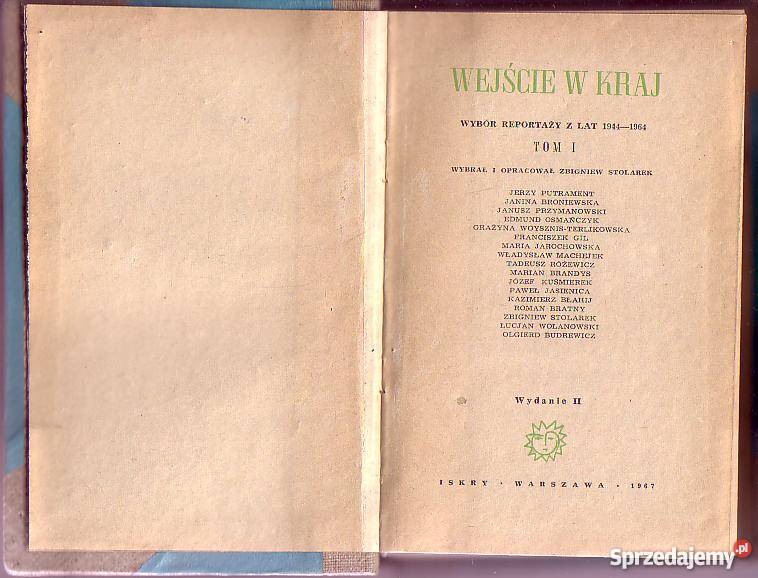 WEJŚCIE W KRAJ
WYBÓR REPORTAŻY Z LAT 1944—1964
TOM I
WYBRAŁ I OPRACOWAŁ ZBIGNIEW STOLAREK
JERZY PUTRAMENT
JANINA BRONIEWSKA
JANUSZ PRZYMANOWSKI
EDMUND OSMAŃCZYK
GRAŻYNA WOYSZNIS-TERLIKOWSKA
FRANCISZEK GIL
MARIA JAROCHOWSKA
WŁADYSŁAW MACHEJEK
TADEUSZ RÓŻEWICZ
MARIAN BRANDYS
JÓZEF KUŚMIEREK
PAWEŁ JASIENICA
KAZIMIERZ BŁAHIJ
ROMAN BRATNY
ZBIGNIEW STOLAREK
LUCJAN WOLANOWSKI
OLGIERD BUDREWICZ
Wydanie II
ISKRY · WARSZAWA · 1967
Sprzedajemy.pl